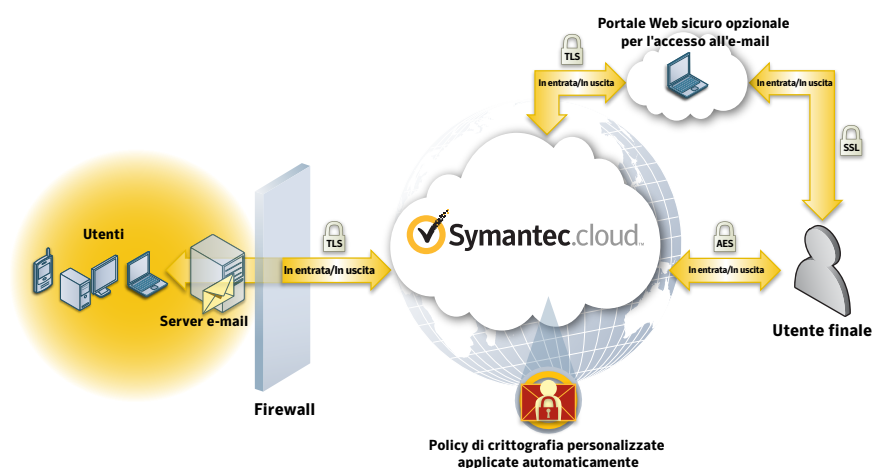 Portale Web sicuro opzionale
per l'accesso all'e-mail
TLS
In entrata/In uscita
In entrata/In uscita
SSL
Utenti
TLS
Symantec.cloud™
AES
In entrata/In uscita
In entrata/In uscita
Server e-mail
Utente finale
Firewall
Policy di crittografia personalizzate
applicate automaticamente